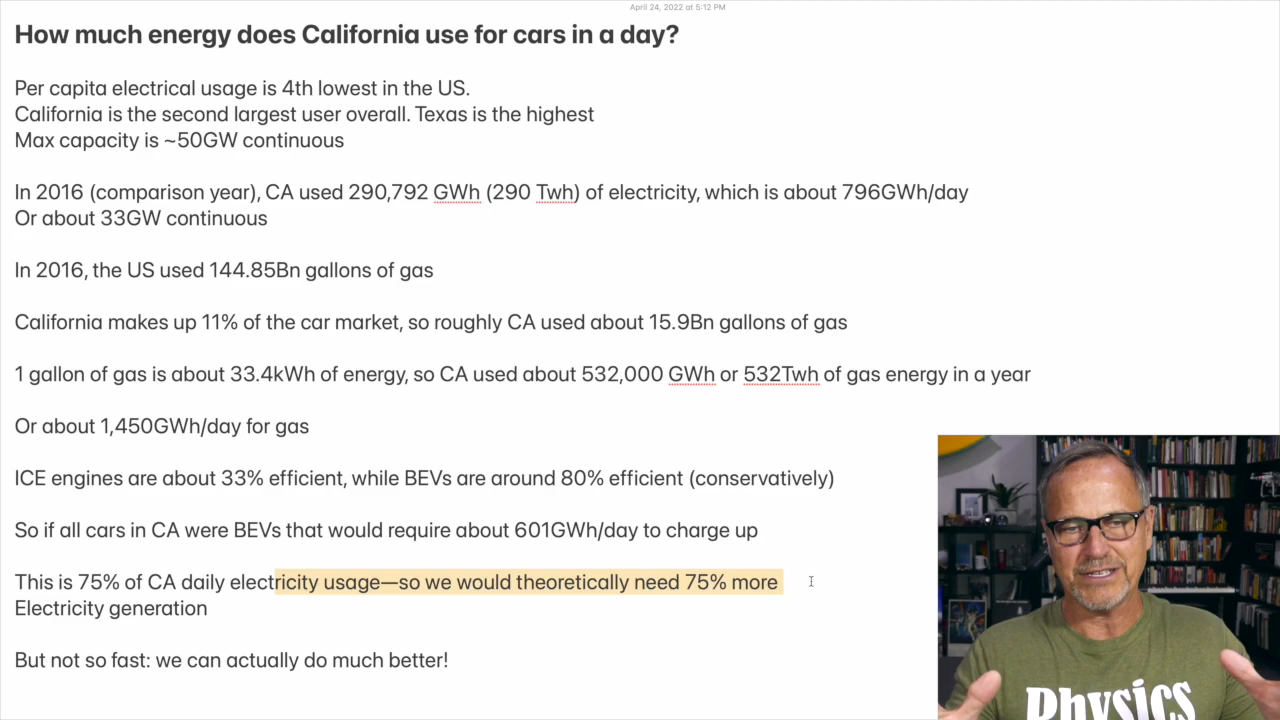 April 24, 2022 at 5:12 PM
How much energy does California use for cars in a day?
Per capita electrical usage is 4th lowest in the US.
California is the second largest user overall. Texas is the highest
Max capacity is ~50GW continuous
In 2016 (comparison year), CA used 290,792 GWh (290 Twh) of electricity, which is about 796GWh/day
Or about 33GW continuous
In 2016, the US used 144.85Bn gallons of gas
California makes up 11% of the car market, so roughly CA used about 15.9Bn gallons of gas
1 gallon of gas is about 33.4kWh of energy, so CA used about 532,000 GWh or 532Twh of gas energy in a year
Or about 1,450GWh/day for gas
ICE engines are about 33% efficient, while BEVs are around 80% efficient (conservatively)
So if all cars in CA were BEVs that would require about 601GWh/day to charge up
This is 75% of CA daily electricity usage—so we would theoretically need 75% more
Electricity generation
But not so fast: we can actually do much better!
Physics